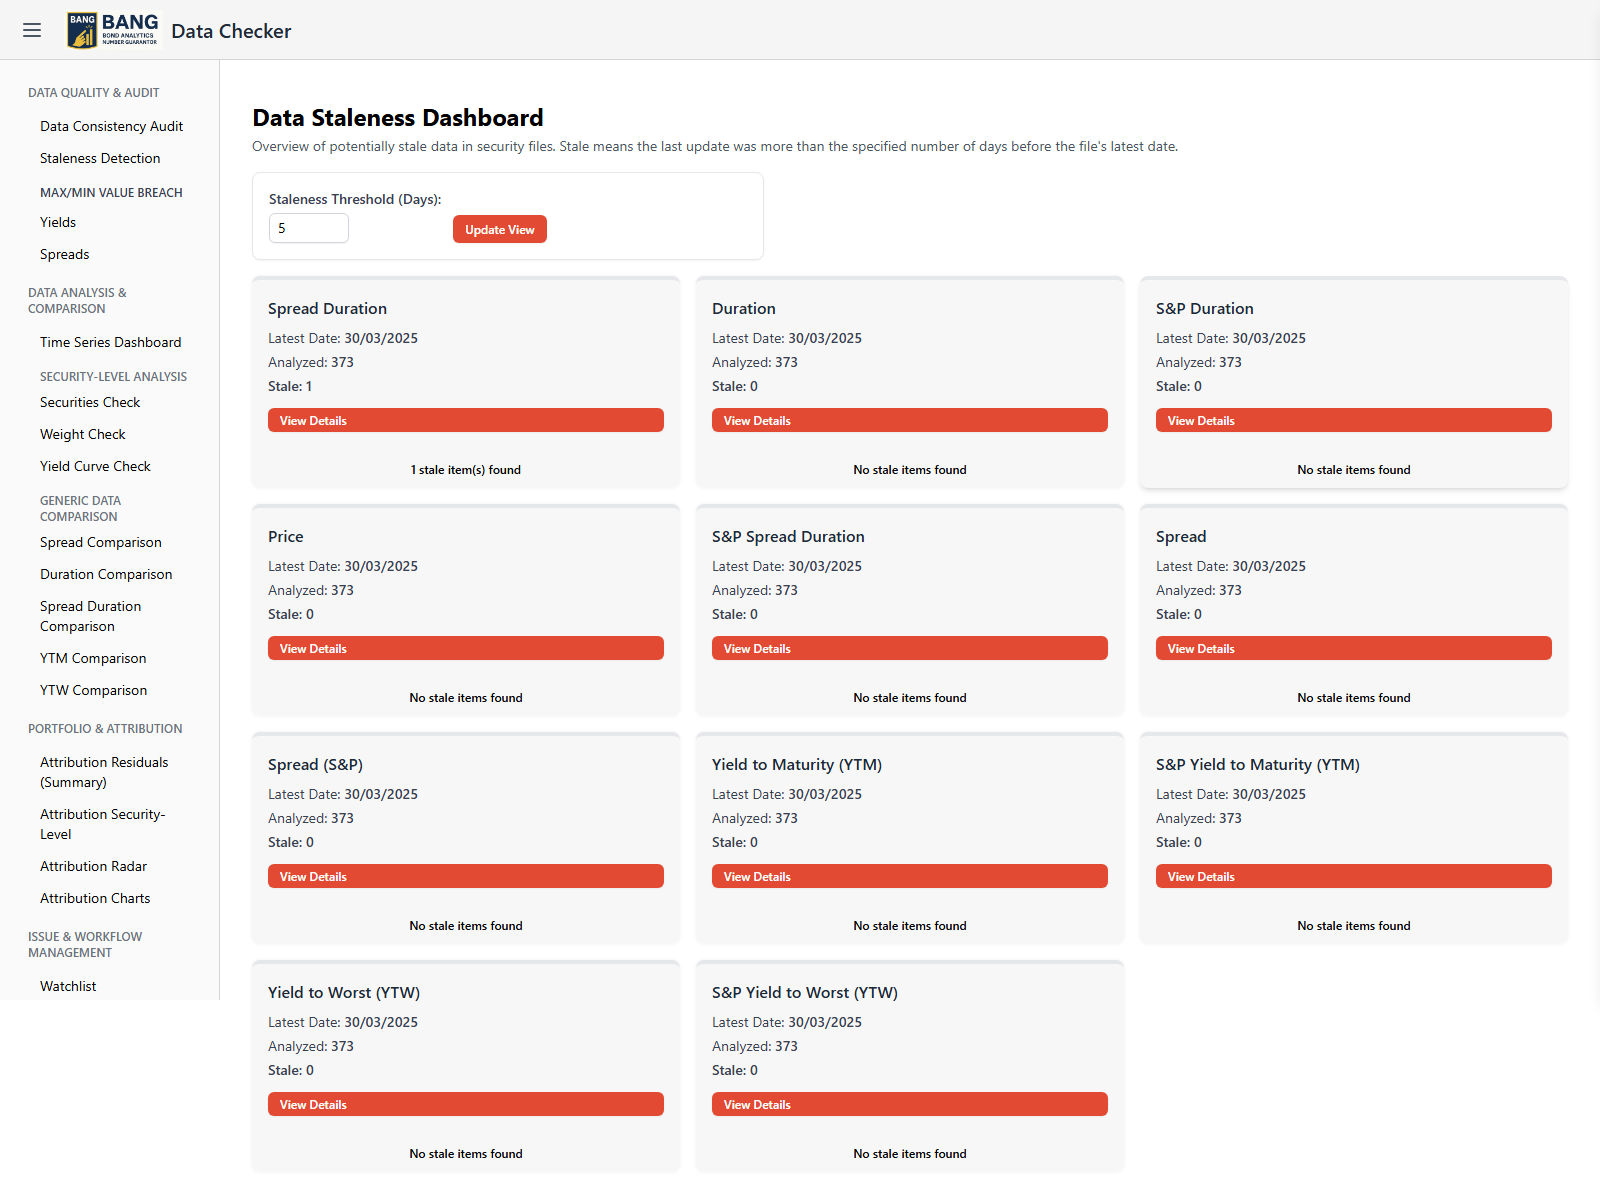 BANG
BANG
BOND ANALYTICS
NUMBER GUARANTOR
Data Checker
DATA QUALITY & AUDIT
Data Consistency Audit
Staleness Detection
MAX/MIN VALUE BREACH
Yields
Spreads
DATA ANALYSIS &
COMPARISON
Time Series Dashboard
SECURITY-LEVEL ANALYSIS
Securities Check
Weight Check
Yield Curve Check
GENERIC DATA
COMPARISON
Spread Comparison
Duration Comparison
Spread Duration
Comparison
YTM Comparison
YTW Comparison
PORTFOLIO & ATTRIBUTION
Attribution Residuals
(Summary)
Attribution Security-
Level
Attribution Radar
Attribution Charts
ISSUE & WORKFLOW
MANAGEMENT
Watchlist
Data Staleness Dashboard
Overview of potentially stale data in security files. Stale means the last update was more than the specified number of days before the file's latest date.
Staleness Threshold (Days):
5
Update View
Spread Duration
Latest Date: 30/03/2025
Analyzed: 373
Stale: 1
View Details
1 stale item(s) found
Duration
Latest Date: 30/03/2025
Analyzed: 373
Stale: 0
View Details
No stale items found
S&P Duration
Latest Date: 30/03/2025
Analyzed: 373
Stale: 0
View Details
No stale items found
Price
Latest Date: 30/03/2025
Analyzed: 373
Stale: 0
View Details
No stale items found
S&P Spread Duration
Latest Date: 30/03/2025
Analyzed: 373
Stale: 0
View Details
No stale items found
Spread
Latest Date: 30/03/2025
Analyzed: 373
Stale: 0
View Details
No stale items found
Spread (S&P)
Latest Date: 30/03/2025
Analyzed: 373
Stale: 0
View Details
No stale items found
Yield to Maturity (YTM)
Latest Date: 30/03/2025
Analyzed: 373
Stale: 0
View Details
No stale items found
S&P Yield to Maturity (YTM)
Latest Date: 30/03/2025
Analyzed: 373
Stale: 0
View Details
No stale items found
Yield to Worst (YTW)
Latest Date: 30/03/2025
Analyzed: 373
Stale: 0
View Details
No stale items found
S&P Yield to Worst (YTW)
Latest Date: 30/03/2025
Analyzed: 373
Stale: 0
View Details
No stale items found